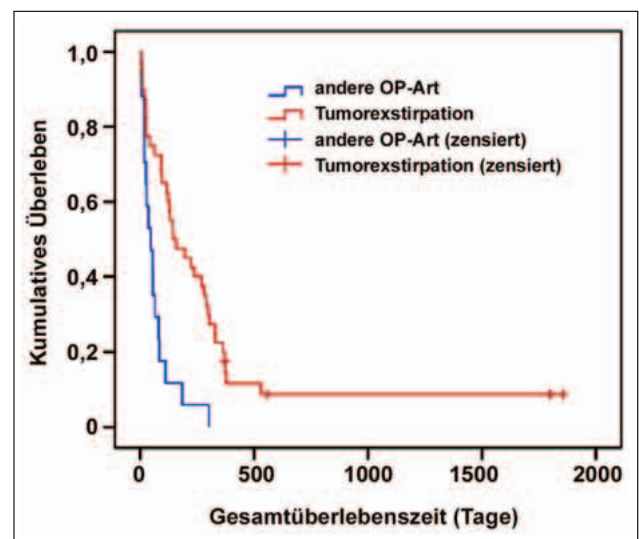 Kumulatives Überleben
1,0
0,8
0,6
0,4
0,2
0
andere OP-Art
Tumorexstirpation
andere OP-Art (zensiert)
Tumorexstirpation (zensiert)
0 500 1000 1500 2000
Gesamtüberlebenszeit (Tage)